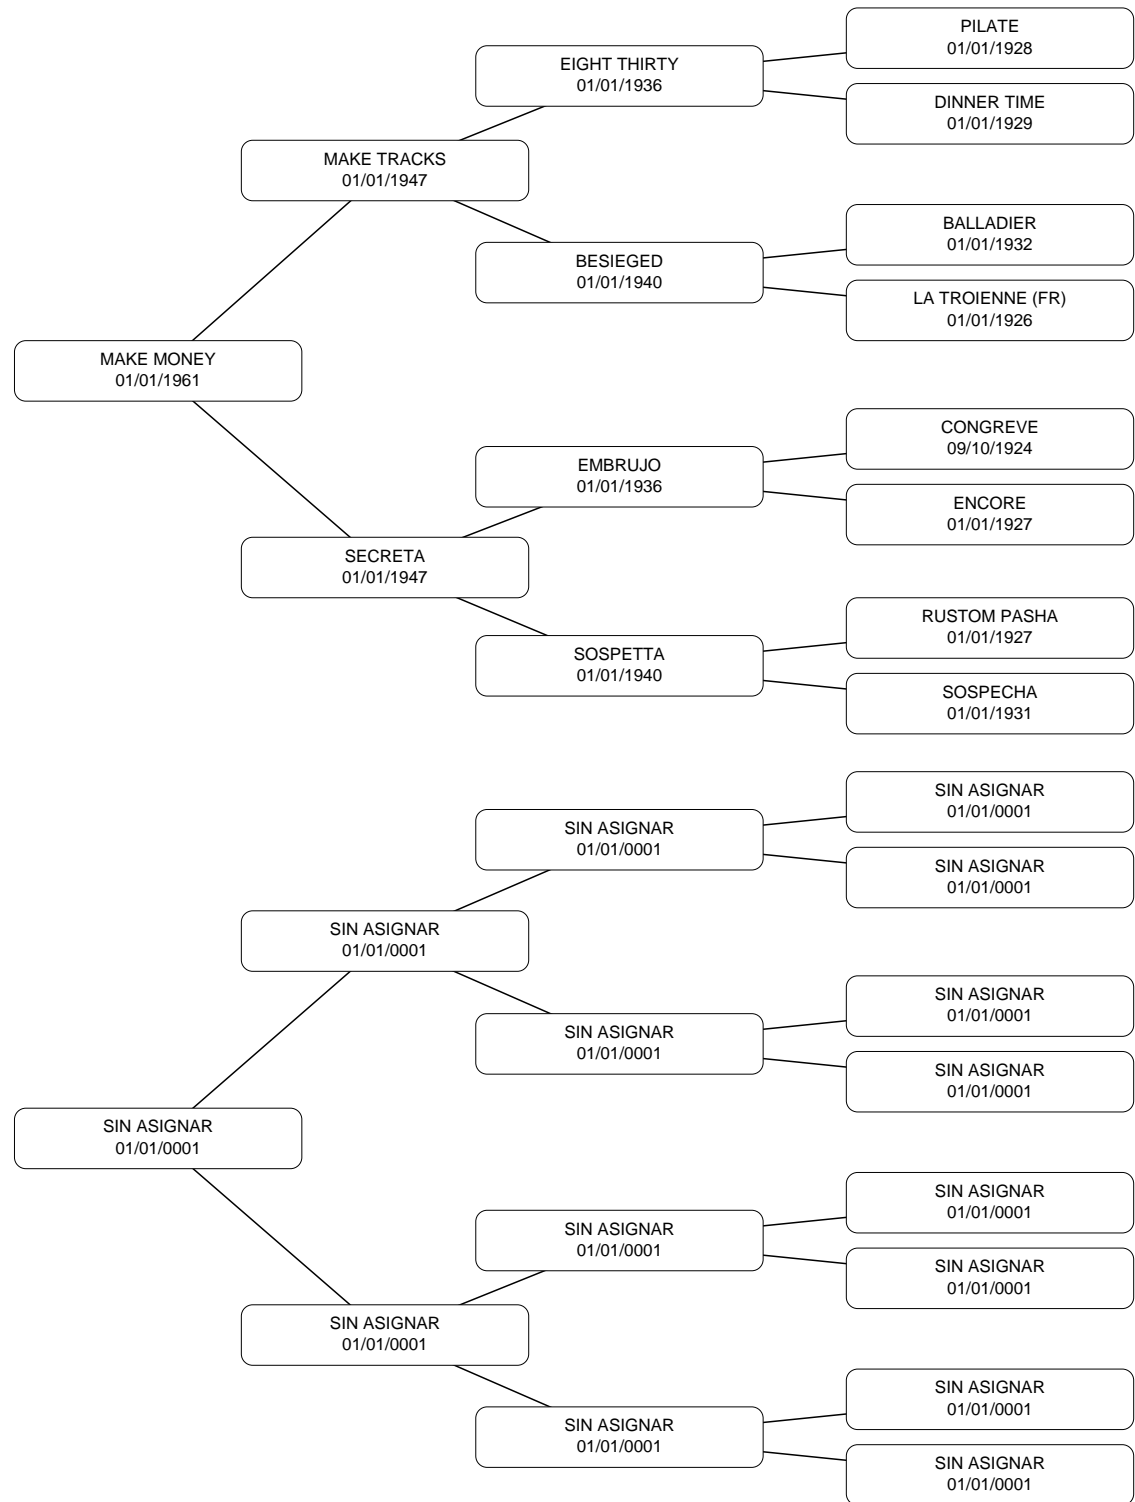 PILATE
01/01/1928
EIGHT THIRTY
01/01/1936
DINNER TIME
01/01/1929
MAKE TRACKS
01/01/1947
BALLADIER
01/01/1932
BESIEGED
01/01/1940
LA TROIENNE (FR)
01/01/1926
MAKE MONEY
01/01/1961
CONGREVE
09/10/1924
EMBRUJO
01/01/1936
ENCORE
01/01/1927
SECRETA
01/01/1947
RUSTOM PASHA
01/01/1927
SOSPETTA
01/01/1940
SOSPECHA
01/01/1931
SIN ASIGNAR
01/01/0001
SIN ASIGNAR
01/01/0001
SIN ASIGNAR
01/01/0001
SIN ASIGNAR
01/01/0001
SIN ASIGNAR
01/01/0001
SIN ASIGNAR
01/01/0001
SIN ASIGNAR
01/01/0001
SIN ASIGNAR
01/01/0001
SIN ASIGNAR
01/01/0001
SIN ASIGNAR
01/01/0001
SIN ASIGNAR
01/01/0001
SIN ASIGNAR
01/01/0001
SIN ASIGNAR
01/01/0001
SIN ASIGNAR
01/01/0001
SIN ASIGNAR
01/01/0001